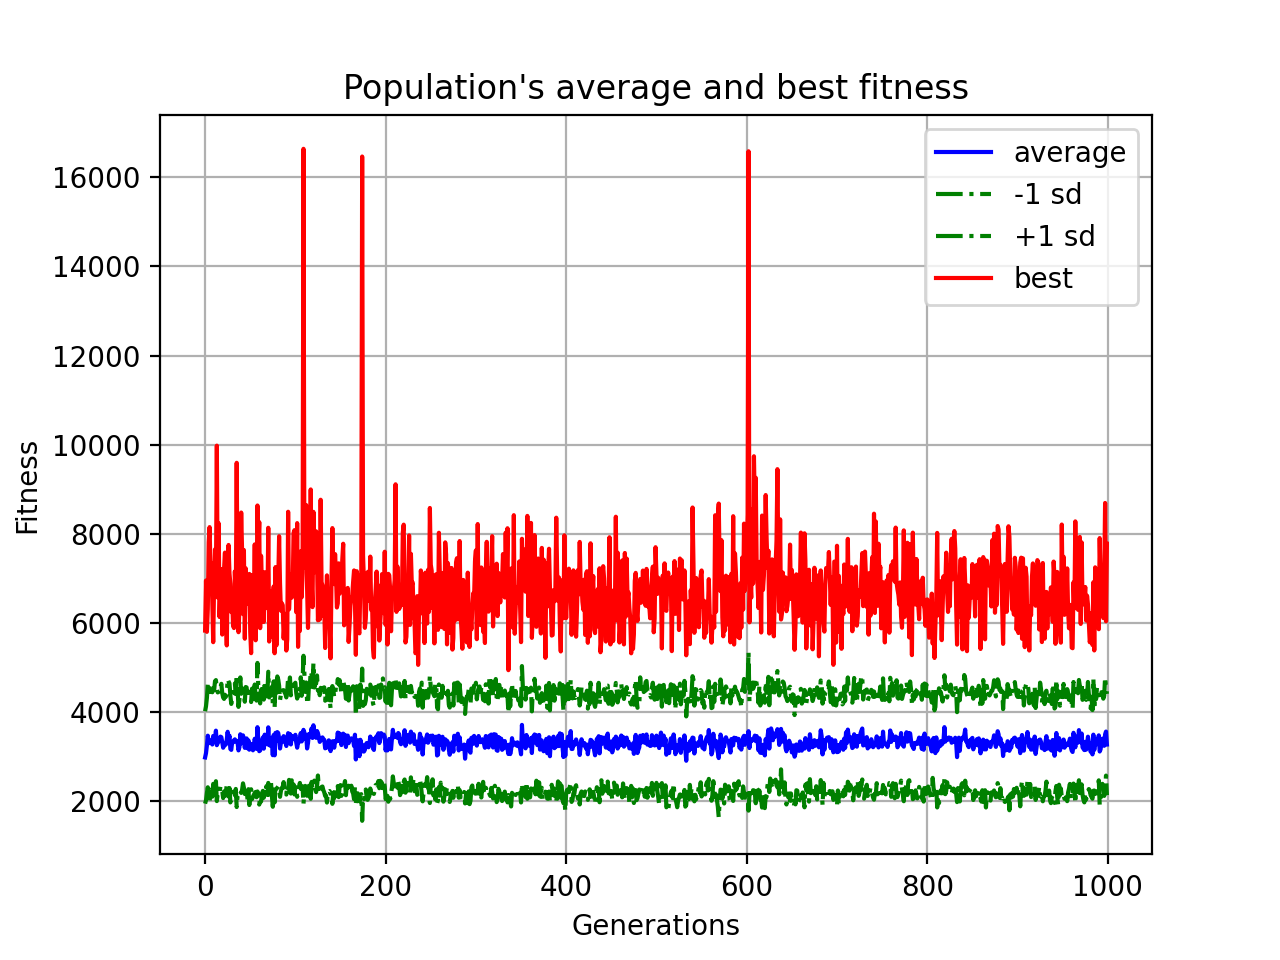 Population's average and best fitness
average
-1 sd
+1 sd
best
16000
14000
12000
10000
8000
6000
4000
2000
Fitness
0
200
400
600
800
1000
Generations